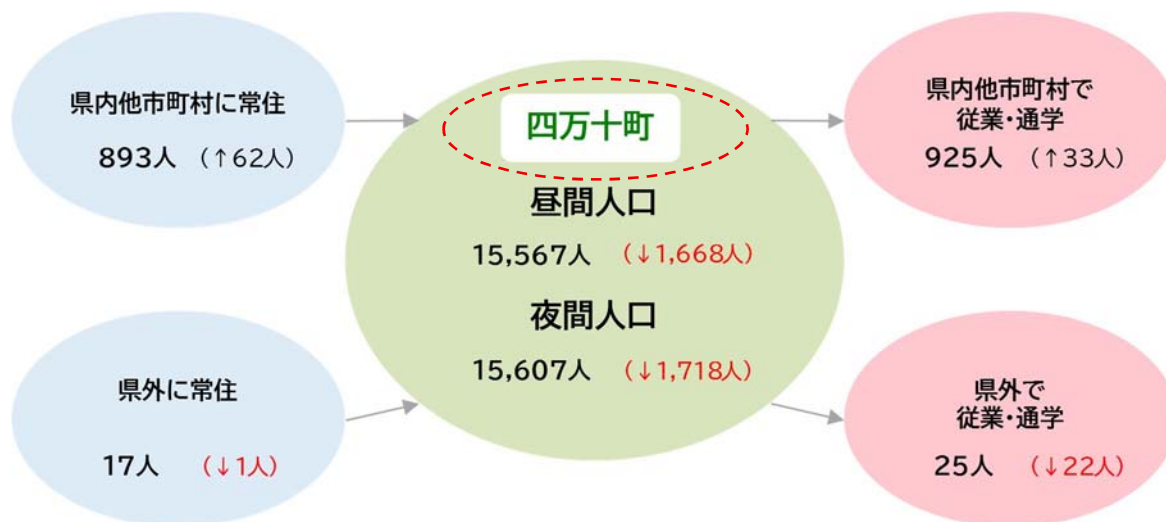 県内他市町村に常住
893人 (↑62人)
県外に常住
17人 (↓1人)
四万十町
昼間人口
15,567人 (↓1,668人)
夜間人口
15,607人 (↓1,718人)
県内他市町村で
従業・通学
925人 (↑33人)
県外で
従業・通学
25人 (↓22人)